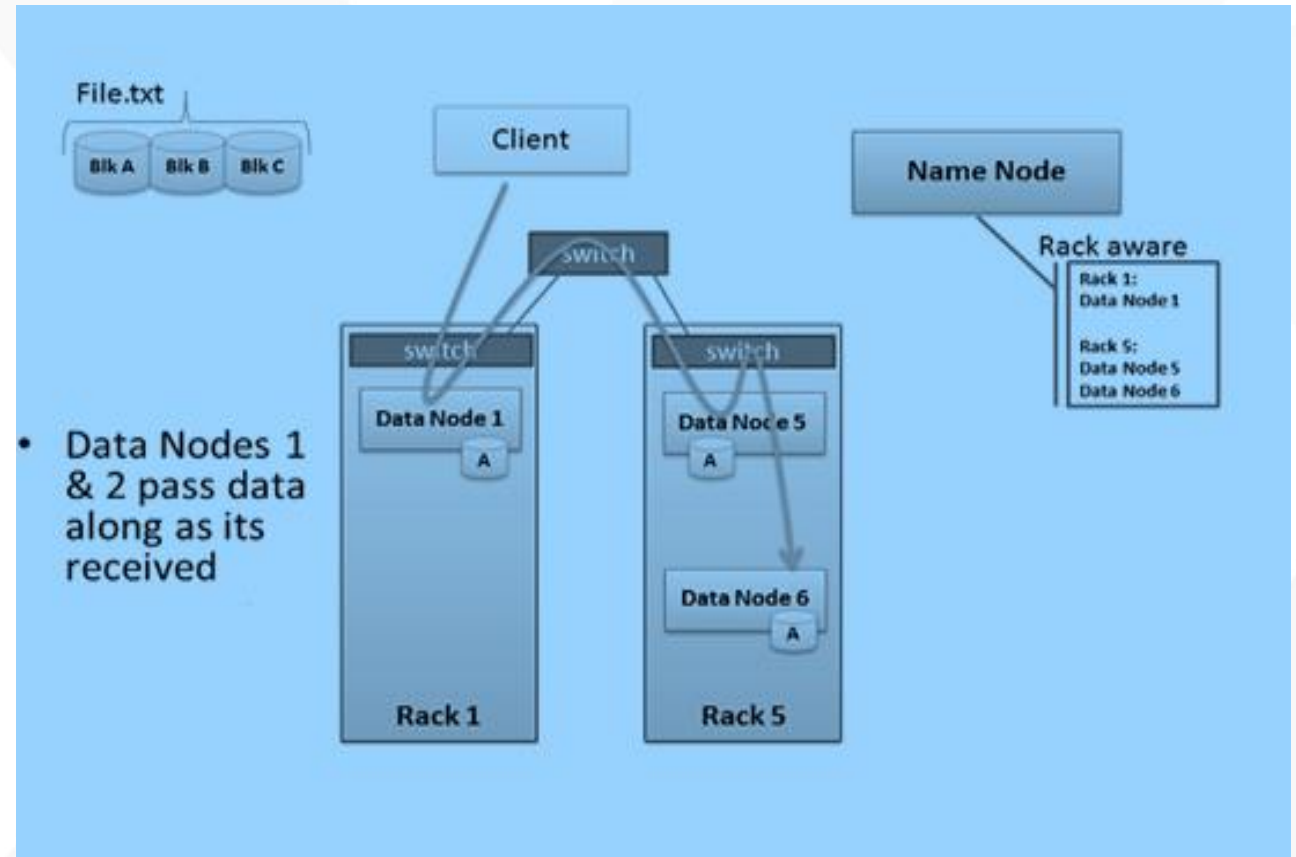 File.txt
Blk A Blk B Blk C
Client
Name Node
switch
Rack aware
Rack 1:
Data Node 1
Rack 5:
Data Node 5
Data Node 6
switch
switch
Data Node 1
A
Data Node 5
A
• Data Nodes 1
& 2 pass data
along as its
received
Data Node 6
A
Rack 1
Rack 5